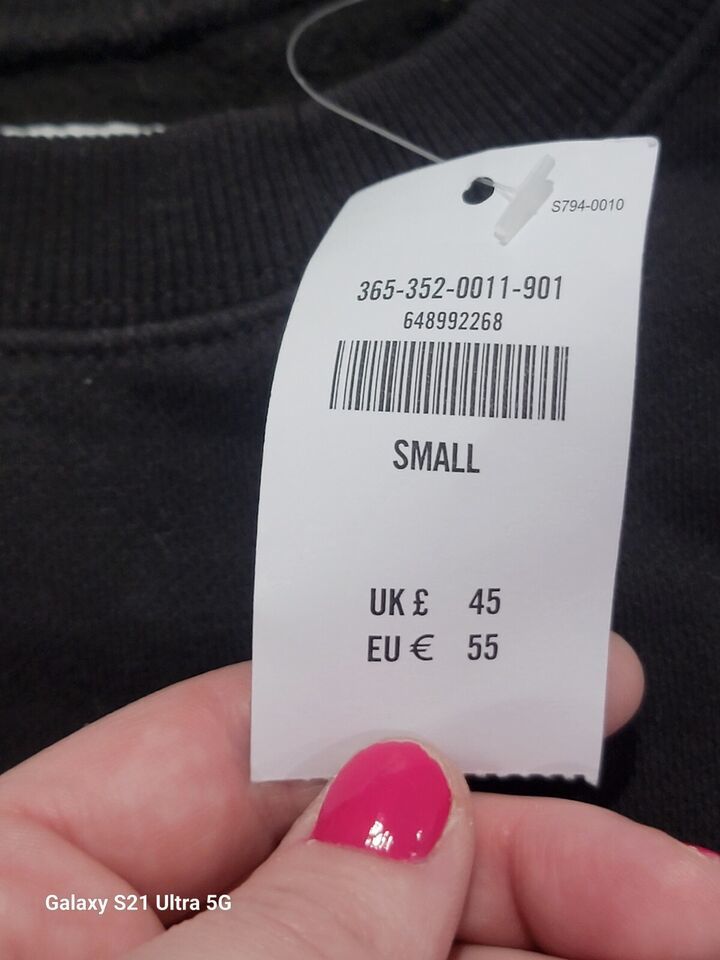 S794-0010
365-352-0011-901
648992268
SMALL
UK £ 45
EU € 55
Galaxy S21 Ultra 5G